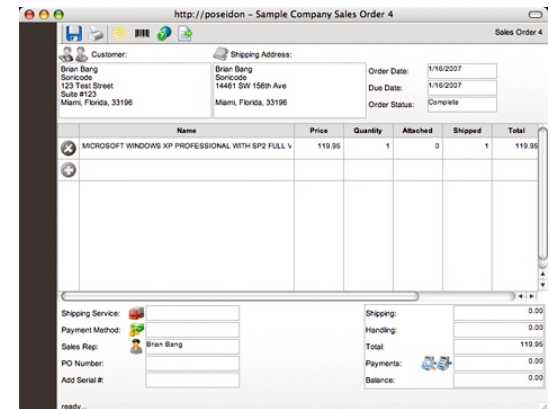 http://poseidon - Sample Company Sales Order 4
Sales Order 4
Customer:
Brian Bang
Soricode
123 Test Street
Suite #123
Miami, Florida, 33196
Shipping Address:
Brian Bang
Soricode
14461 SW 156th Ave
Miami, Florida, 33196
Order Date: 1/16/2007
Due Date: 1/16/2007
Order Status: Complete
Name Price Quantity Attached Shipped Total
MICROSOFT WINDOWS XP PROFESSIONAL WITH SP2 FULL V 119.95 1 0 1 119.95
Shipping Service:
Payment Method:
Sales Rep: Brian Bang
PO Number:
Add Serial #:
Shipping: 0.00
Handling: 0.00
Total: 119.95
Payments: 0.00
Balance: 0.00
ready...